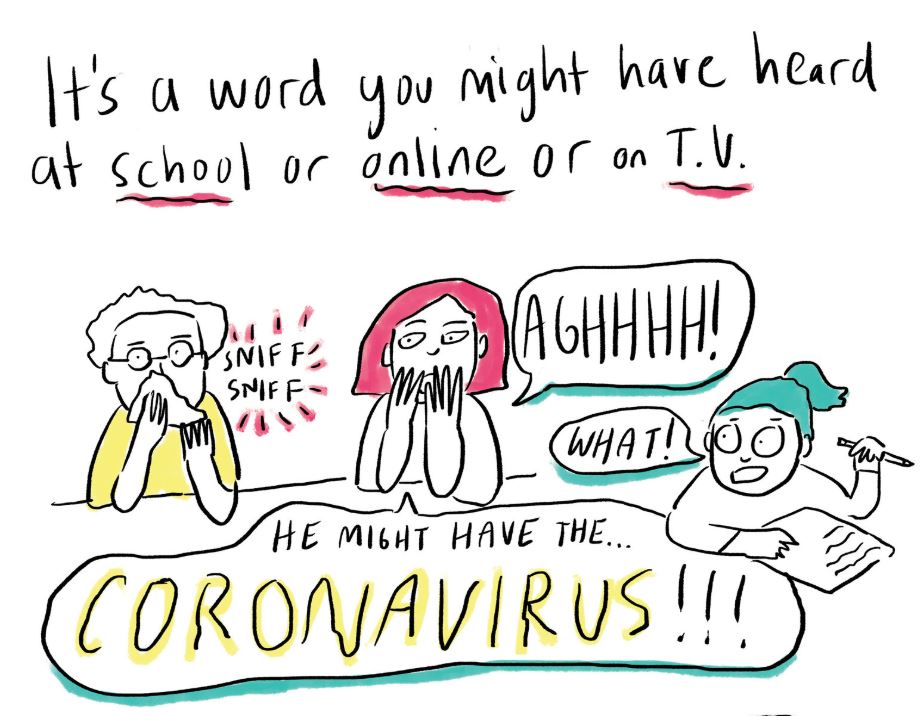 It's a word you might have heard
at school or online or on T.V.
SNIFF
SNIFF
AGHHHH!
WHAT!
HE MIGHT HAVE THE...
CORONAVIRUS!!!